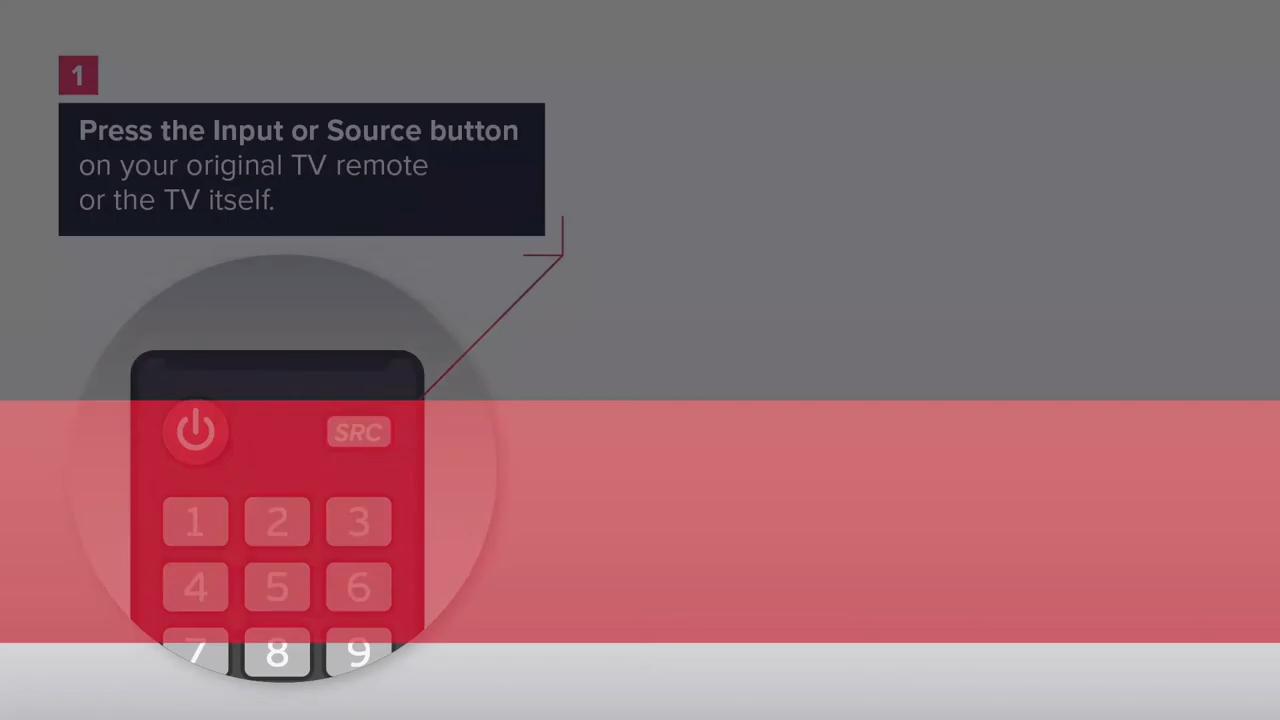 1
Press the Input or Source button
on your original TV remote
or the TV itself.
SRC
1 2 3
4 5 6
7 8 9